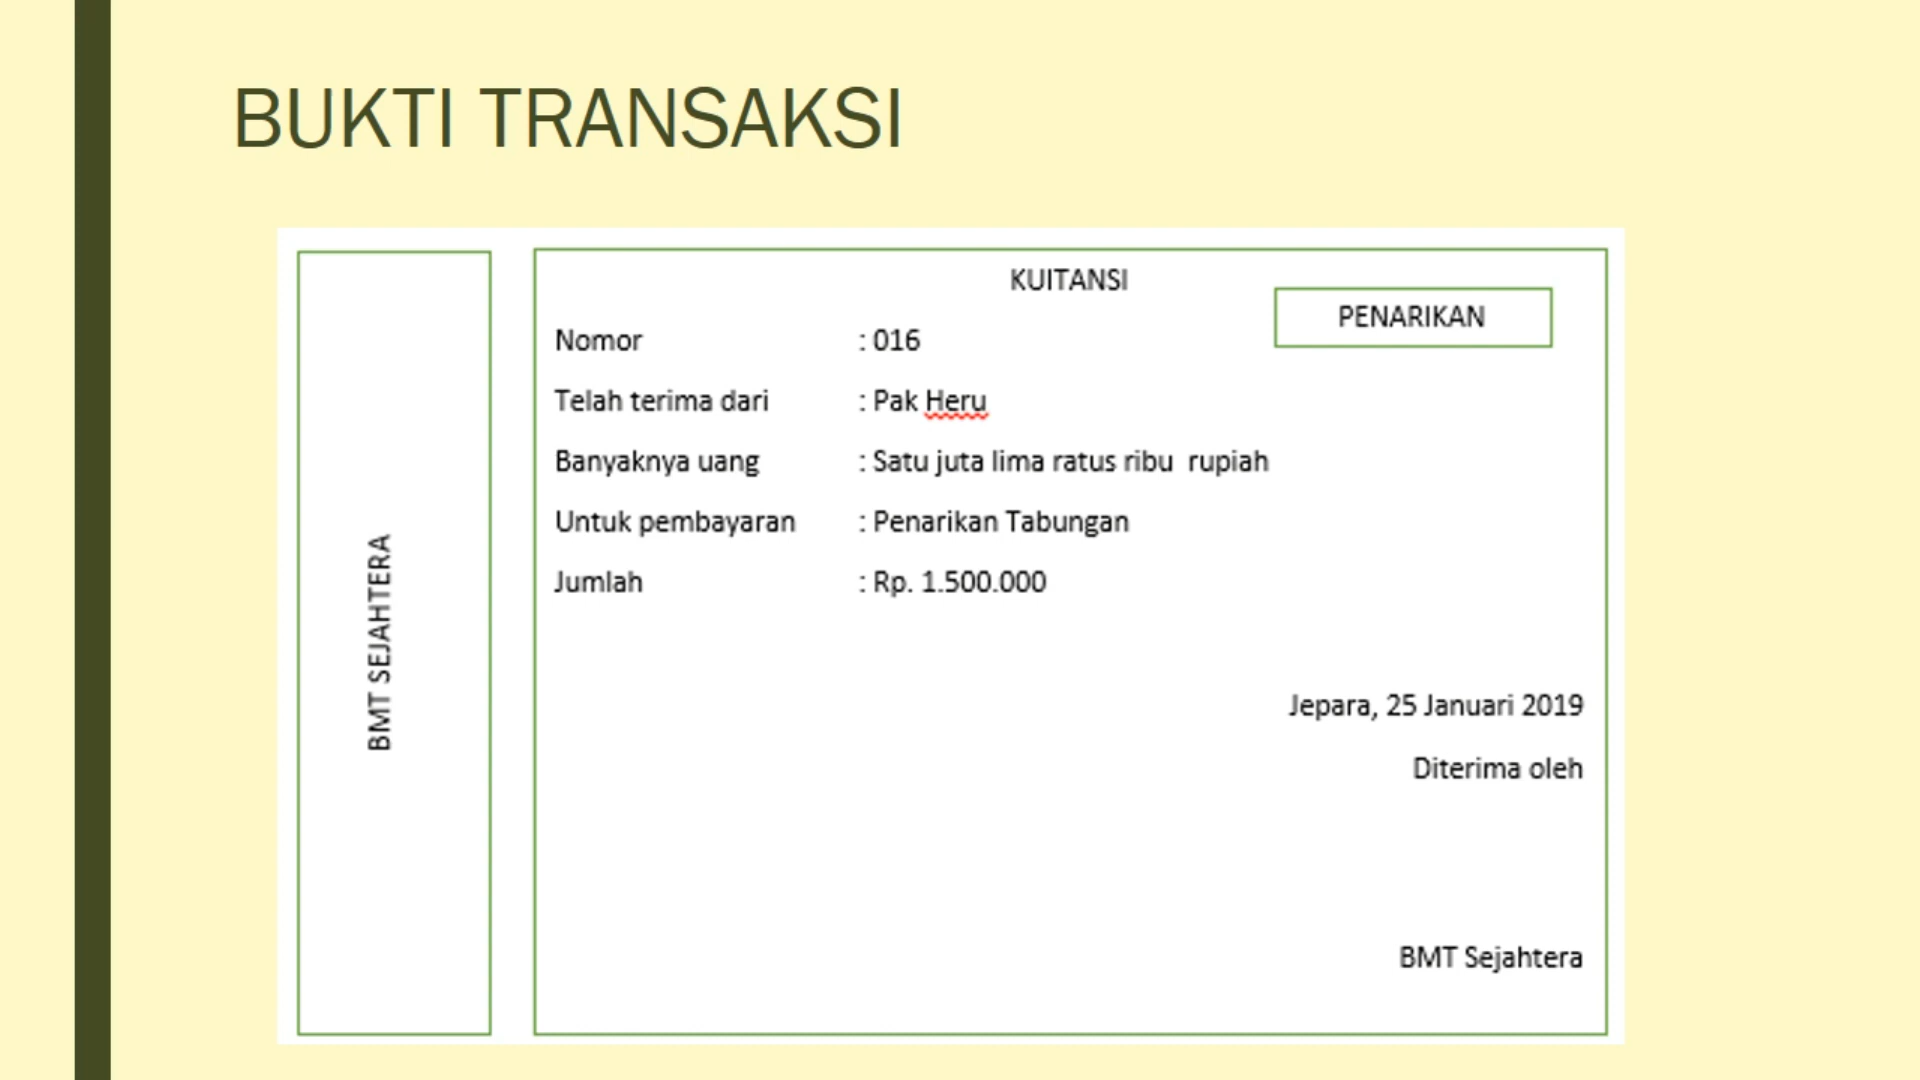 BUKTI TRANSAKSI
BMT SEJAHTERA
KUITANSI
PENARIKAN
Nomor : 016
Telah terima dari : Pak Heru
Banyaknya uang : Satu juta lima ratus ribu  rupiah
Untuk pembayaran : Penarikan Tabungan
Jumlah : Rp. 1.500.000
Jepara, 25 Januari 2019
Diterima oleh
BMT Sejahtera